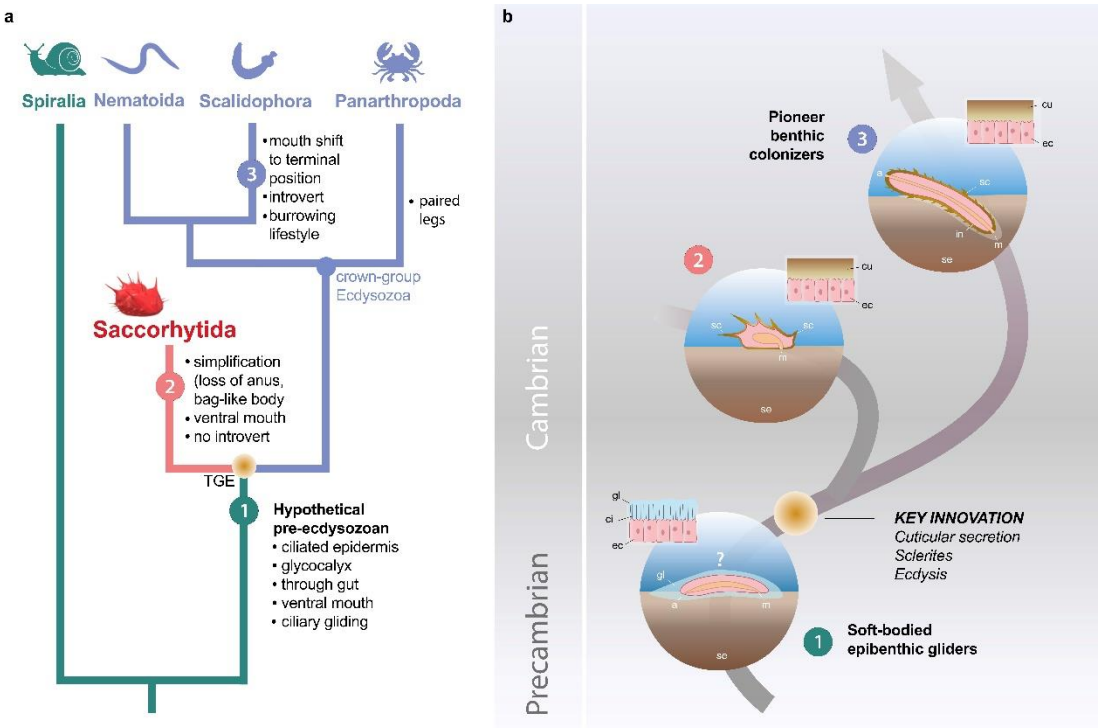 a
Spiralia
Nematoida
Scalidophora
Panarthropoda
•mouth shift
to terminal
position
•introvert
•burrowing
lifestyle
3
• paired
legs
crown-group
Ecdysozoa
Saccorhytida
2
• simplification
(loss of anus,
bag-like body
• ventral mouth
• no introvert
TGE
1
Hypothetical
pre-ecdysozoan
• ciliated epidermis
• glycocalyx
• through gut
• ventral mouth
• ciliary gliding
b
Cambrian
Precambrian
Pioneer
benthic
colonizers
3
cu
ec
a
sc
in
m
se
2
cu
ec
sc
sc
m
se
gl
ci
ec
?
gl
a
m
se
KEY INNOVATION
Cuticular secretion
Sclerites
Ecdysis
1
Soft-bodied
epibenthic gliders